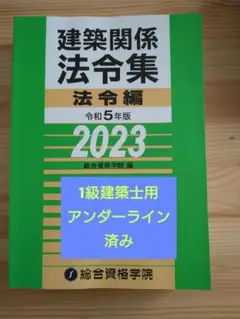 建築関係
法令集
法令編
令和5年版
2023
総合資格学院 編
1級建築士用
アンダーライン
済み
総合資格学院